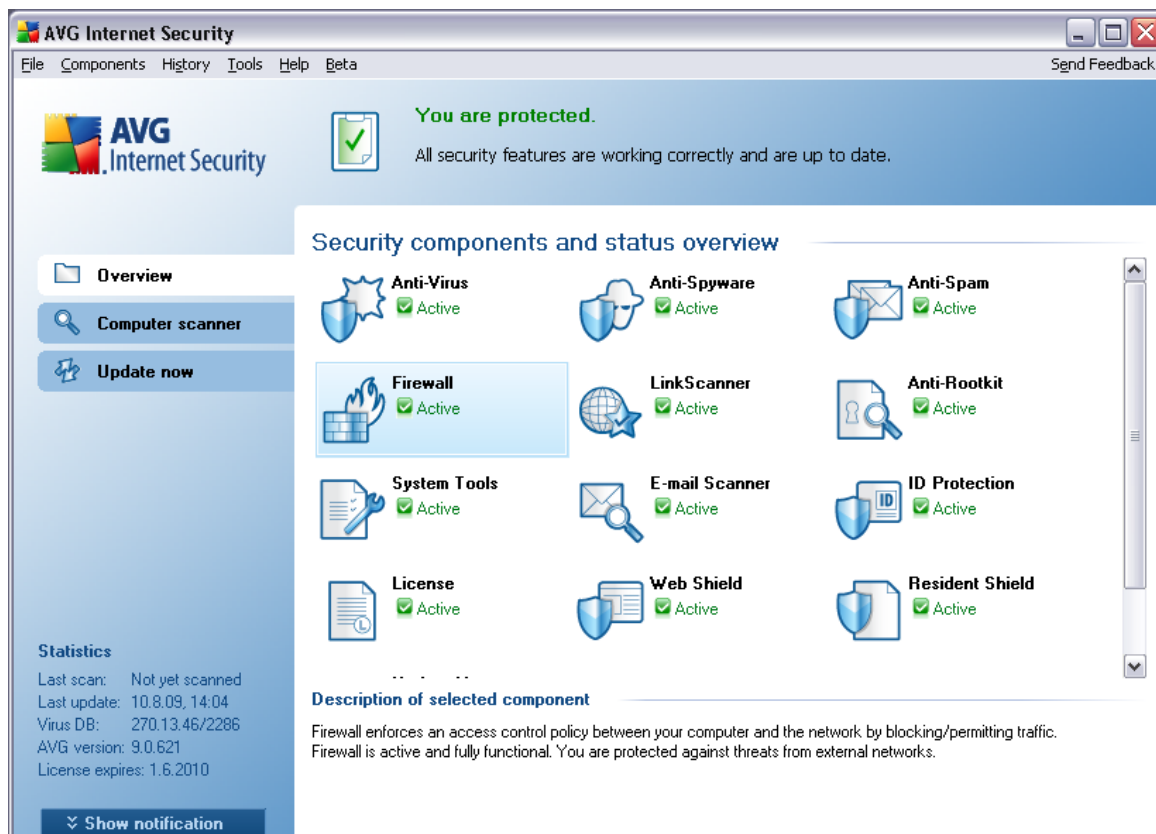 AVG Internet Security
File Components History Tools Help Beta Send Feedback
AVG
Internet Security
You are protected.
All security features are working correctly and are up to date.
Overview
Computer scanner
Update now
Security components and status overview
Anti-Virus
Active
Anti-Spyware
Active
Anti-Spam
Active
Firewall
Active
LinkScanner
Active
Anti-Rootkit
Active
System Tools
Active
E-mail Scanner
Active
ID Protection
ID
Active
License
Active
Web Shield
Active
Resident Shield
Active
Statistics
Last scan: Not yet scanned
Last update: 10.8.09, 14:04
Virus DB: 270.13.46/2286
AVG version: 9.0.621
License expires: 1.6.2010
Show notification
Description of selected component
Firewall enforces an access control policy between your computer and the network by blocking/permitting traffic.
Firewall is active and fully functional. You are protected against threats from external networks.